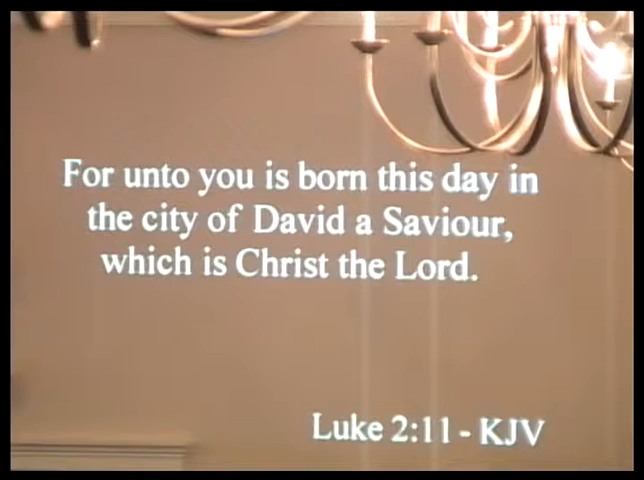 For unto you is born this day in
the city of David a Saviour,
which is Christ the Lord.
Luke 2:11 - KJV